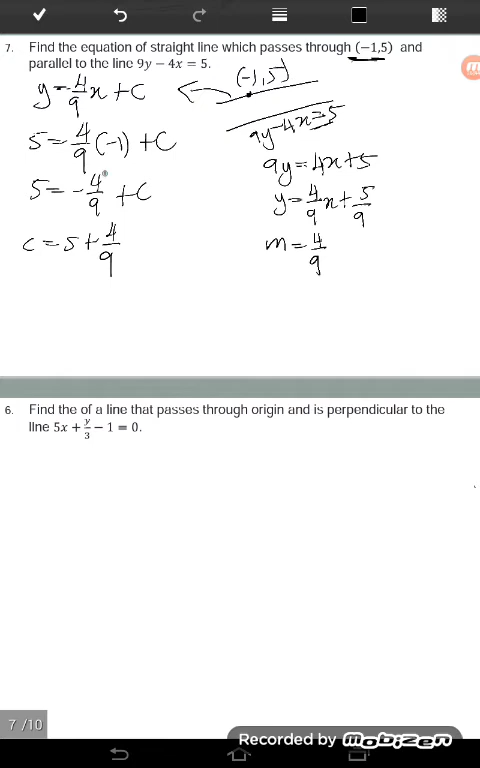 7. Find the equation of straight line which passes through (−1,5) and
parallel to the line 9y − 4x = 5.
y = 4/9 x + C
5 = 4/9 (-1) + C
5 = -4/9 + C
C = 5 + 4/9
(-1,5)
9y-4x=5
9y = 4x+5
y = 4/9 x + 5/9
m = 4/9
6. Find the of a line that passes through origin and is perpendicular to the
line 5x + y/3 − 1 = 0.
7 /10
Recorded by mobizen